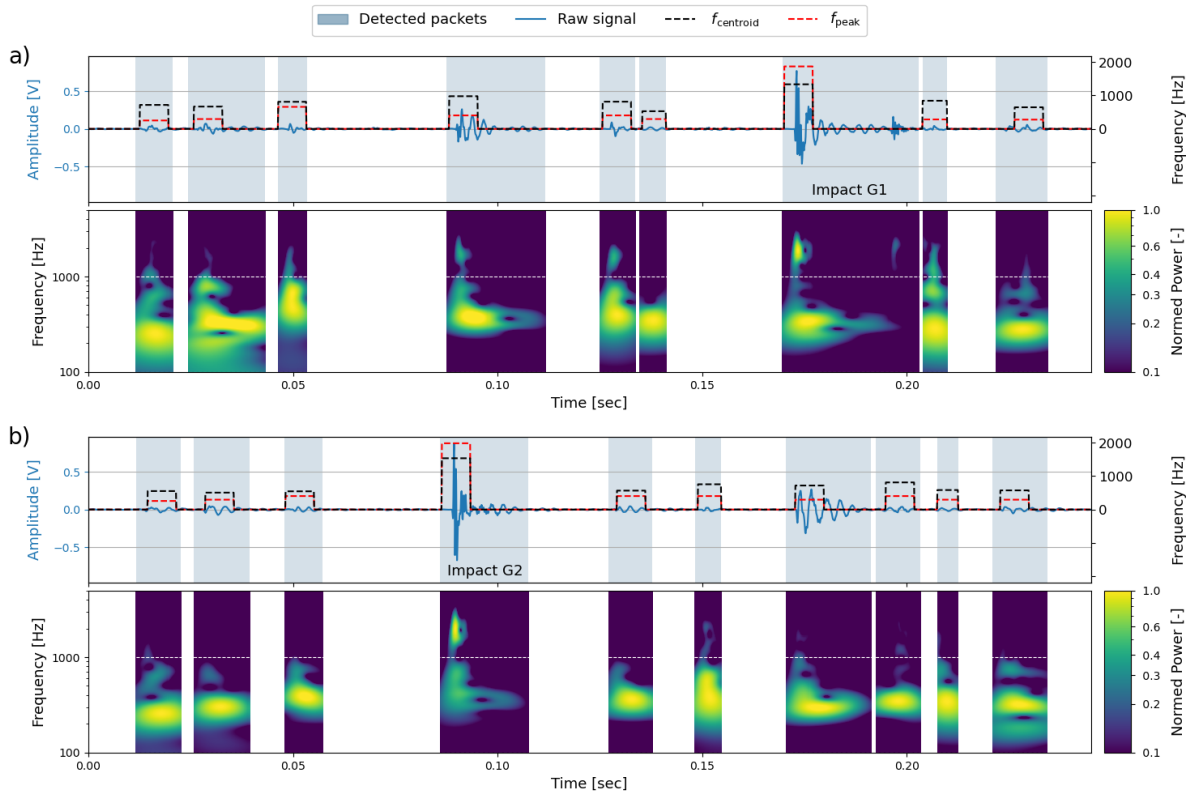 Detected packets Raw signal f_centroid f_peak
a)
Amplitude [V]
0.5
0.0
−0.5
2000
1000
0
Frequency [Hz]
Impact G1
Frequency [Hz]
1000
100
0.00 0.05 0.10 0.15 0.20
Time [sec]
1.0
0.6
0.4
0.3
0.2
0.1
Normed Power [-]
b)
Amplitude [V]
0.5
0.0
−0.5
2000
1000
0
Frequency [Hz]
Impact G2
Frequency [Hz]
1000
100
0.00 0.05 0.10 0.15 0.20
Time [sec]
1.0
0.6
0.4
0.3
0.2
0.1
Normed Power [-]